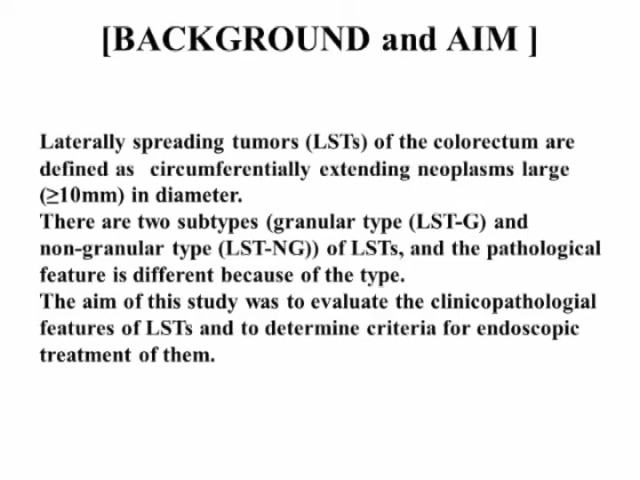 [BACKGROUND and AIM ]
Laterally spreading tumors (LSTs) of the colorectum are
defined as circumferentially extending neoplasms large
(≥10mm) in diameter.
There are two subtypes (granular type (LST-G) and
non-granular type (LST-NG)) of LSTs, and the pathological
feature is different because of the type.
The aim of this study was to evaluate the clinicopathologial
features of LSTs and to determine criteria for endoscopic
treatment of them.